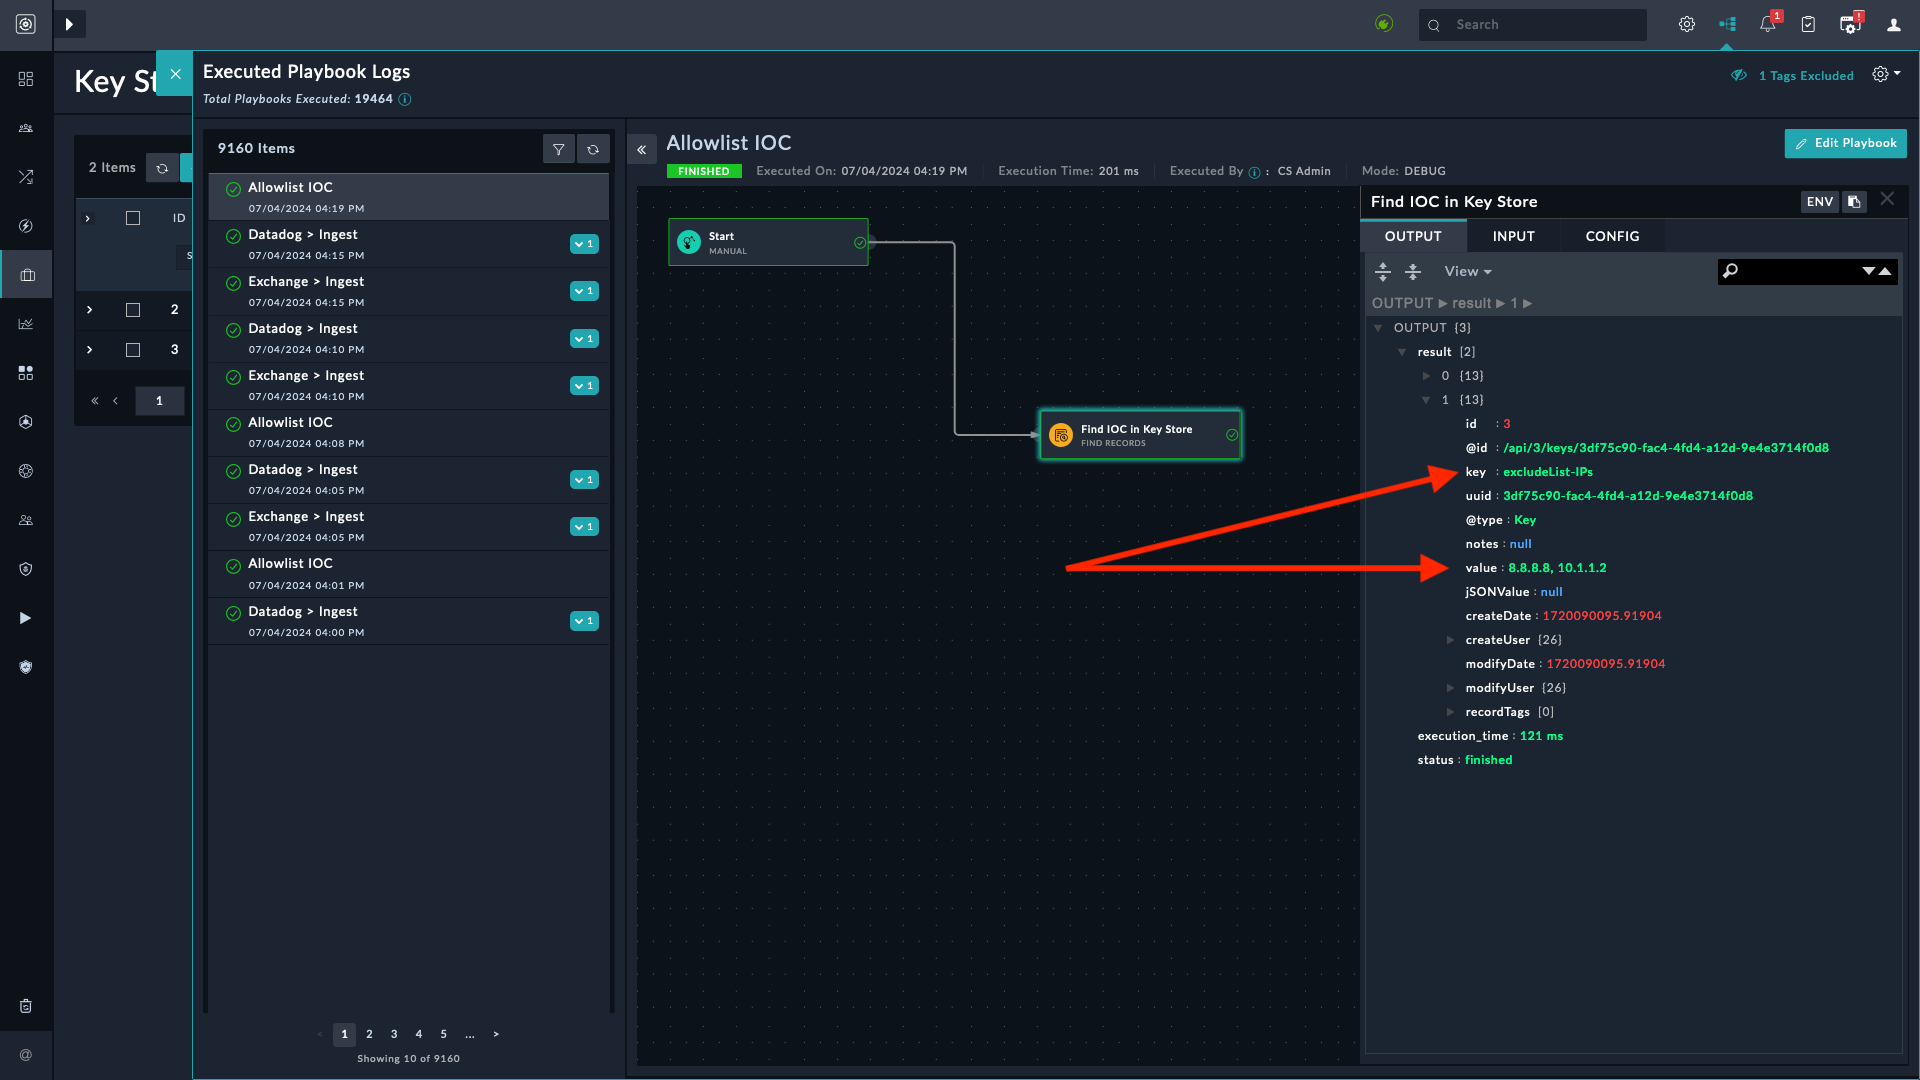 Search
1
!
Key St
Executed Playbook Logs
Total Playbooks Executed: 19464
1 Tags Excluded
2 Items
ID
S
2
3
1
9160 Items
Allowlist IOC
07/04/2024 04:19 PM
Datadog > Ingest
07/04/2024 04:15 PM
1
Exchange > Ingest
07/04/2024 04:15 PM
1
Datadog > Ingest
07/04/2024 04:10 PM
1
Exchange > Ingest
07/04/2024 04:10 PM
1
Allowlist IOC
07/04/2024 04:08 PM
Datadog > Ingest
07/04/2024 04:05 PM
1
Exchange > Ingest
07/04/2024 04:05 PM
1
Allowlist IOC
07/04/2024 04:01 PM
Datadog > Ingest
07/04/2024 04:00 PM
1
< 1 2 3 4 5 ... >
Showing 10 of 9160
Allowlist IOC
Edit Playbook
FINISHED Executed On: 07/04/2024 04:19 PM Execution Time: 201 ms Executed By : CS Admin Mode: DEBUG
Start
MANUAL
Find IOC in Key Store
FIND RECORDS
Find IOC in Key Store
ENV
OUTPUT INPUT CONFIG
View
OUTPUT ▶ result ▶ 1 ▶
OUTPUT {3}
result [2]
0 {13}
1 {13}
id : 3
@id : /api/3/keys/3df75c90-fac4-4fd4-a12d-9e4e3714f0d8
key : excludeList-IPs
uuid : 3df75c90-fac4-4fd4-a12d-9e4e3714f0d8
@type : Key
notes : null
value : 8.8.8.8, 10.1.1.2
jSONValue : null
createDate : 1720090095.91904
createUser {26}
modifyDate : 1720090095.91904
modifyUser {26}
recordTags [0]
execution_time : 121 ms
status : finished
@